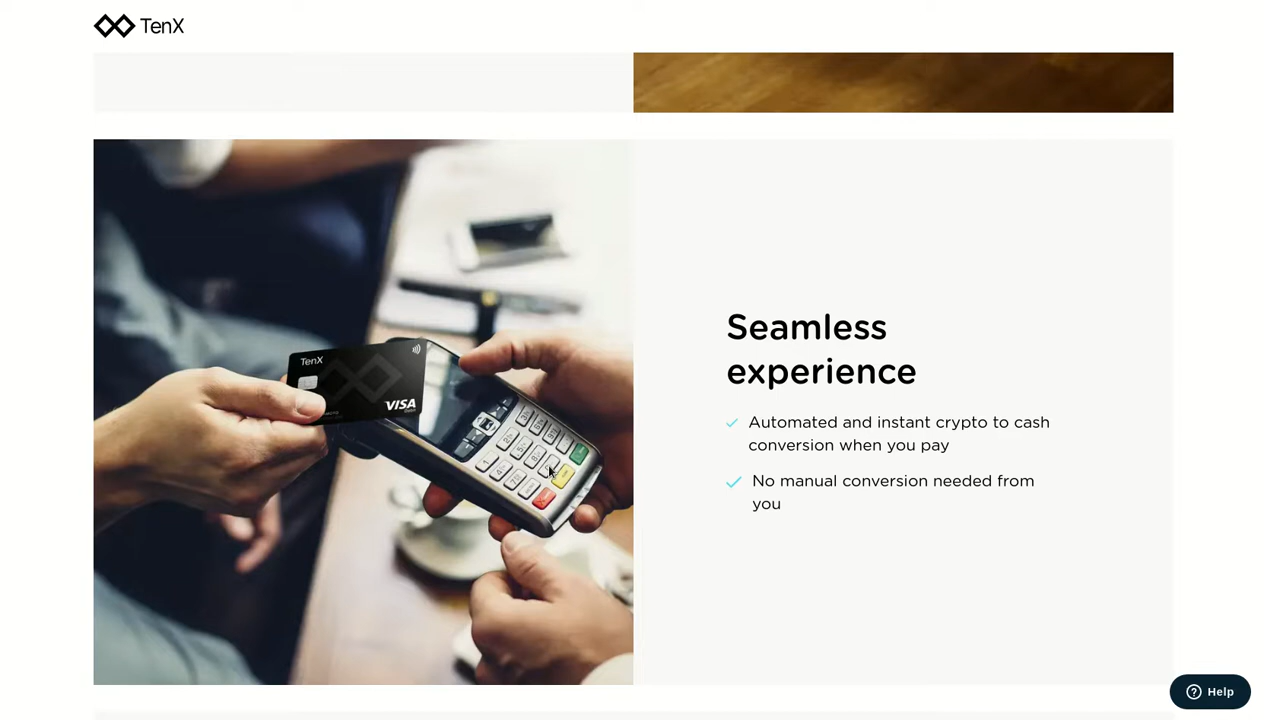 TenX
TenX
VISA
Seamless
experience
Automated and instant crypto to cash
conversion when you pay
No manual conversion needed from
you
Help